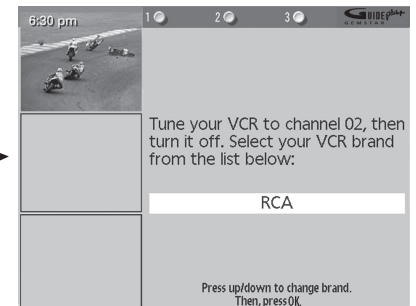 6:30 pm
1 2 3
GUIDE Plus+
GEMSTAR
Tune your VCR to channel 02, then
turn it off. Select your VCR brand
from the list below:
RCA
Press up/down to change brand.
Then, press OK.